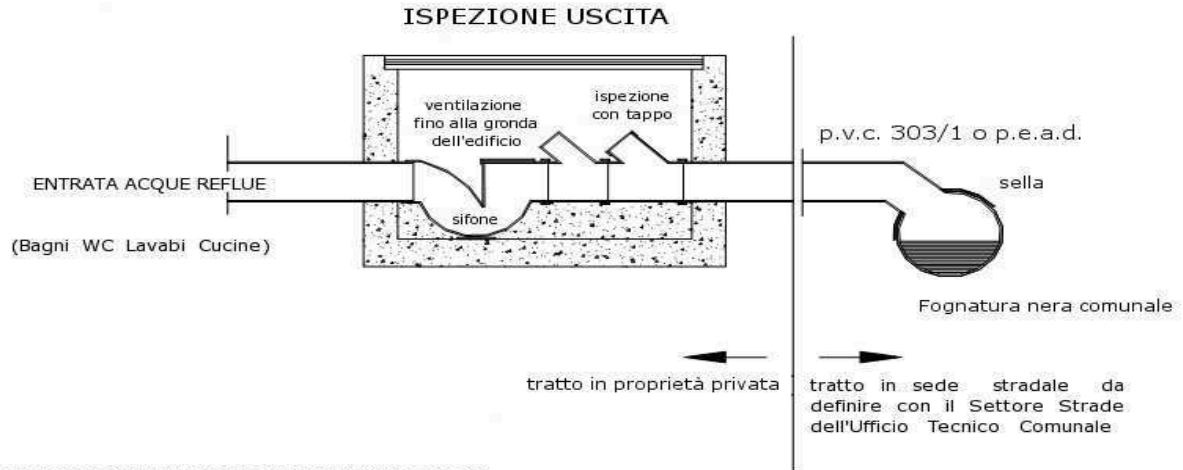 ISPEZIONE USCITA
ventilazione
fino alla gronda
dell'edificio
ispezione
con tappo
p.v.c. 303/1 o p.e.a.d.
ENTRATA ACQUE REFLUE
sella
sifone
(Bagni WC Lavabi Cucine)
Fognatura nera comunale
tratto in proprietà privata
tratto in sede stradale da
definire con il Settore Strade
dell'Ufficio Tecnico Comunale